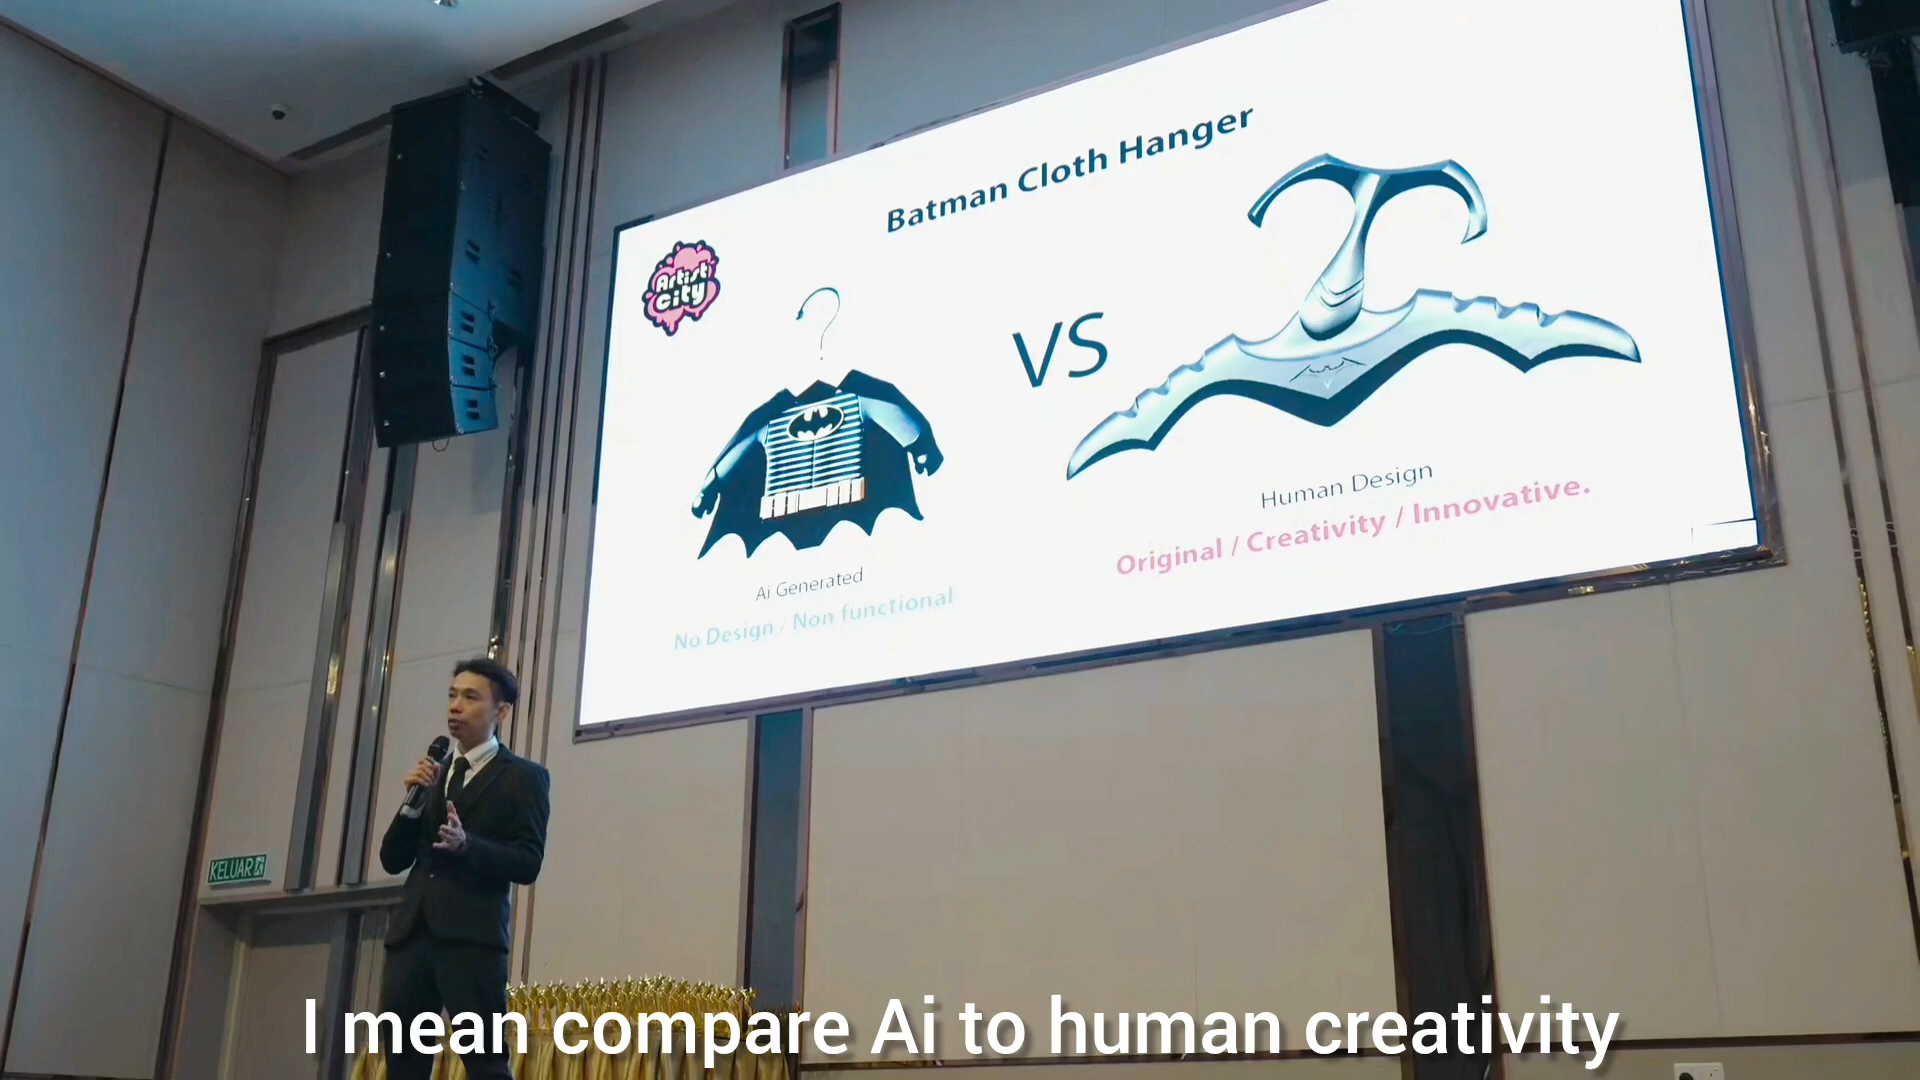 Batman Cloth Hanger
Artist
city
VS
Human Design
Original / Creativity / Innovative.
Ai Generated
No Design / Non functional
KELUAR
I mean compare Ai to human creativity